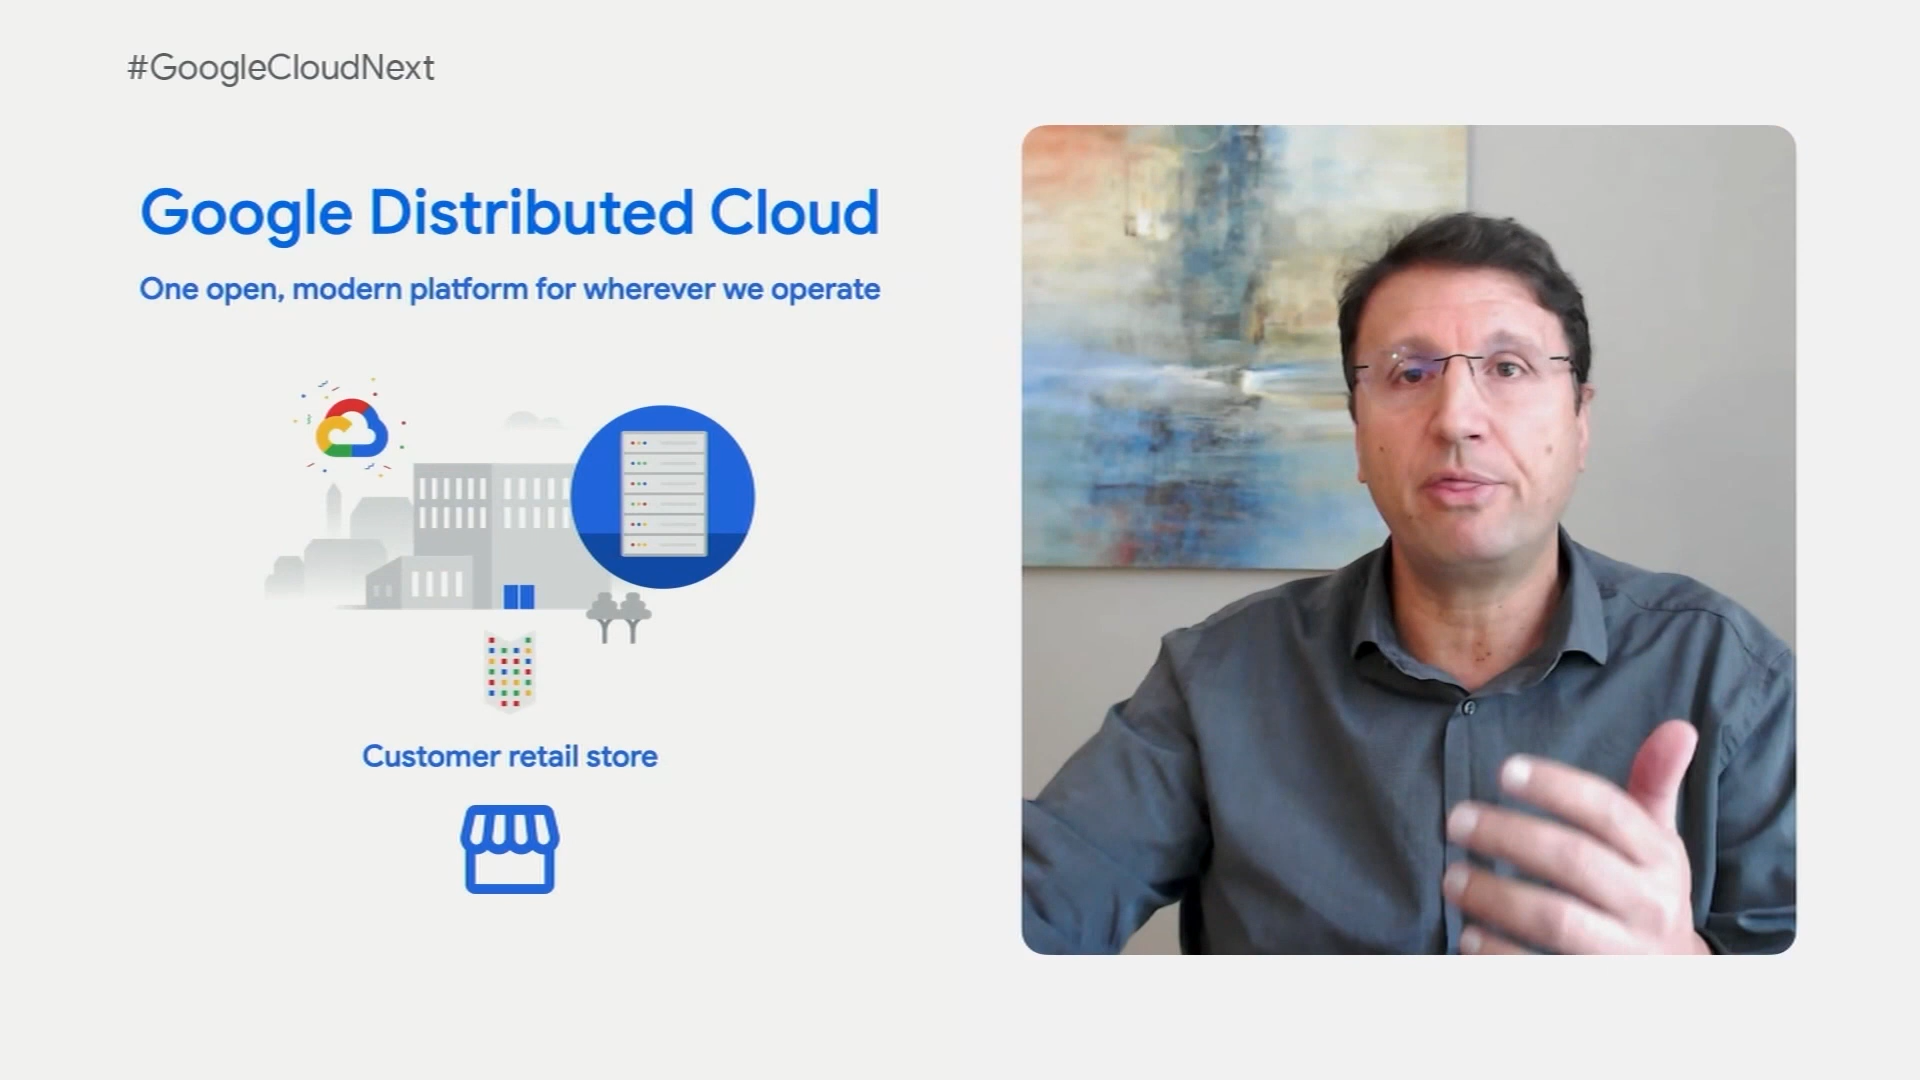 #GoogleCloudNext
Google Distributed Cloud
One open, modern platform for wherever we operate
Customer retail store